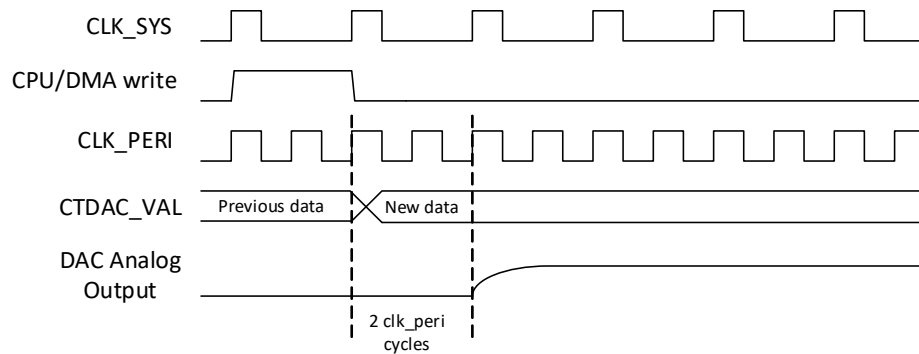 CLK_SYS
CPU/DMA write
CLK_PERI
CTDAC_VAL
Previous data
New data
DAC Analog
Output
2 clk_peri
cycles